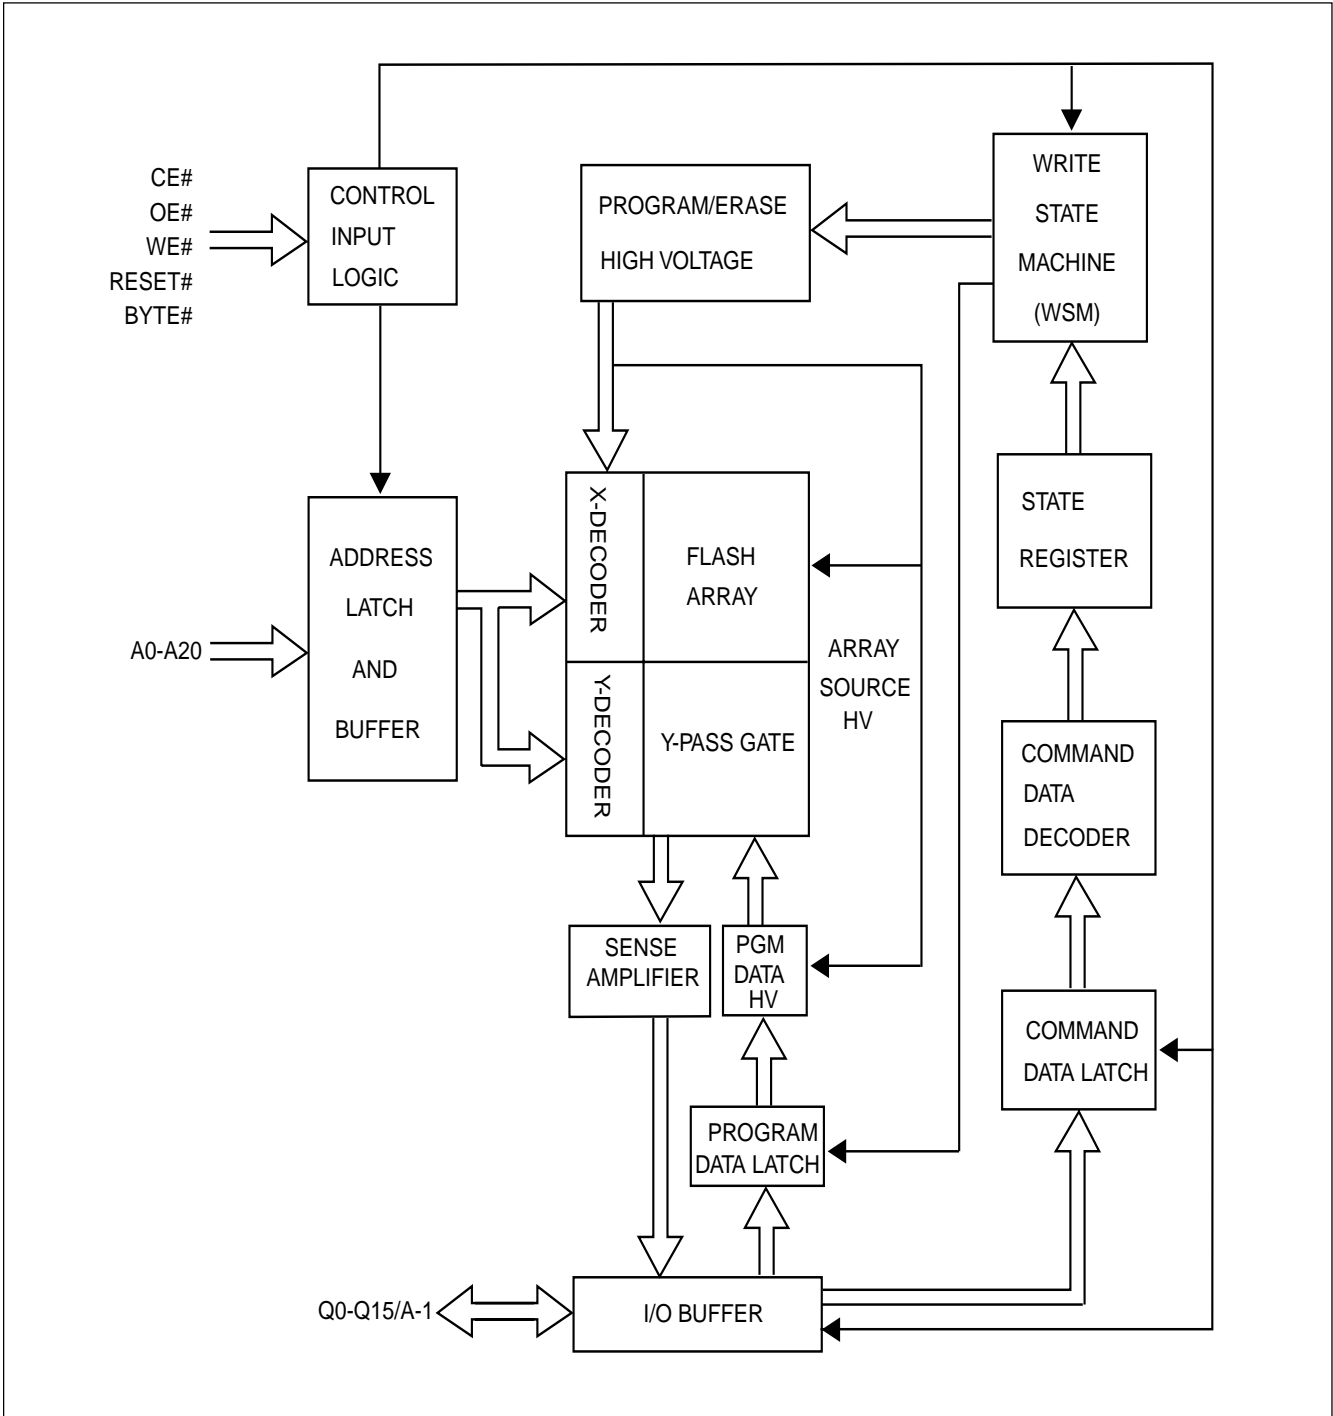 CE#
OE#
WE#
RESET#
BYTE#
CONTROL
INPUT
LOGIC
PROGRAM/ERASE
HIGH VOLTAGE
WRITE
STATE
MACHINE
(WSM)
ADDRESS
LATCH
AND
BUFFER
A0-A20
X-DECODER
FLASH
ARRAY
Y-DECODER
Y-PASS GATE
ARRAY
SOURCE
HV
STATE
REGISTER
COMMAND
DATA
DECODER
SENSE
AMPLIFIER
PGM
DATA
HV
COMMAND
DATA LATCH
PROGRAM
DATA LATCH
Q0-Q15/A-1
I/O BUFFER